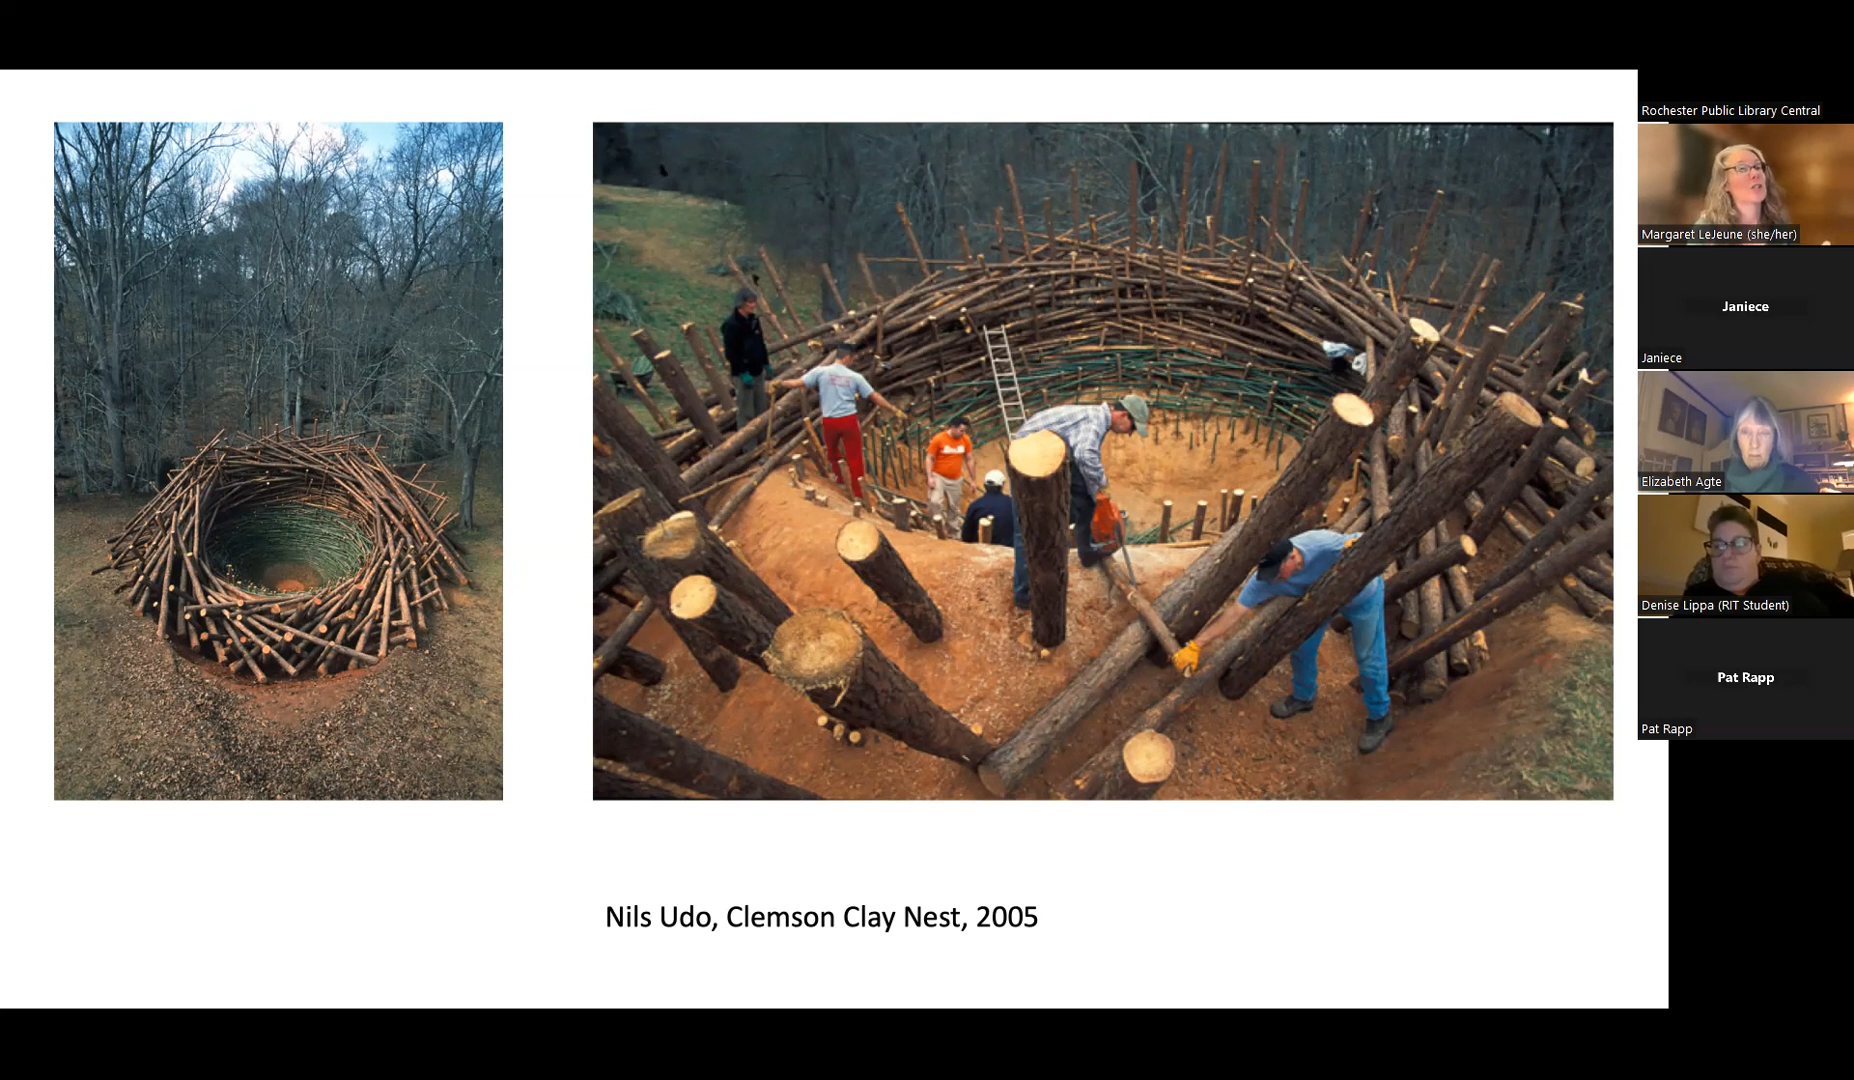 Rochester Public Library Central
Margaret LeJeune (she/her)
Janiece
Janiece
Elizabeth Agte
Denise Lippa (RIT Student)
Pat Rapp
Pat Rapp
Nils Udo, Clemson Clay Nest, 2005